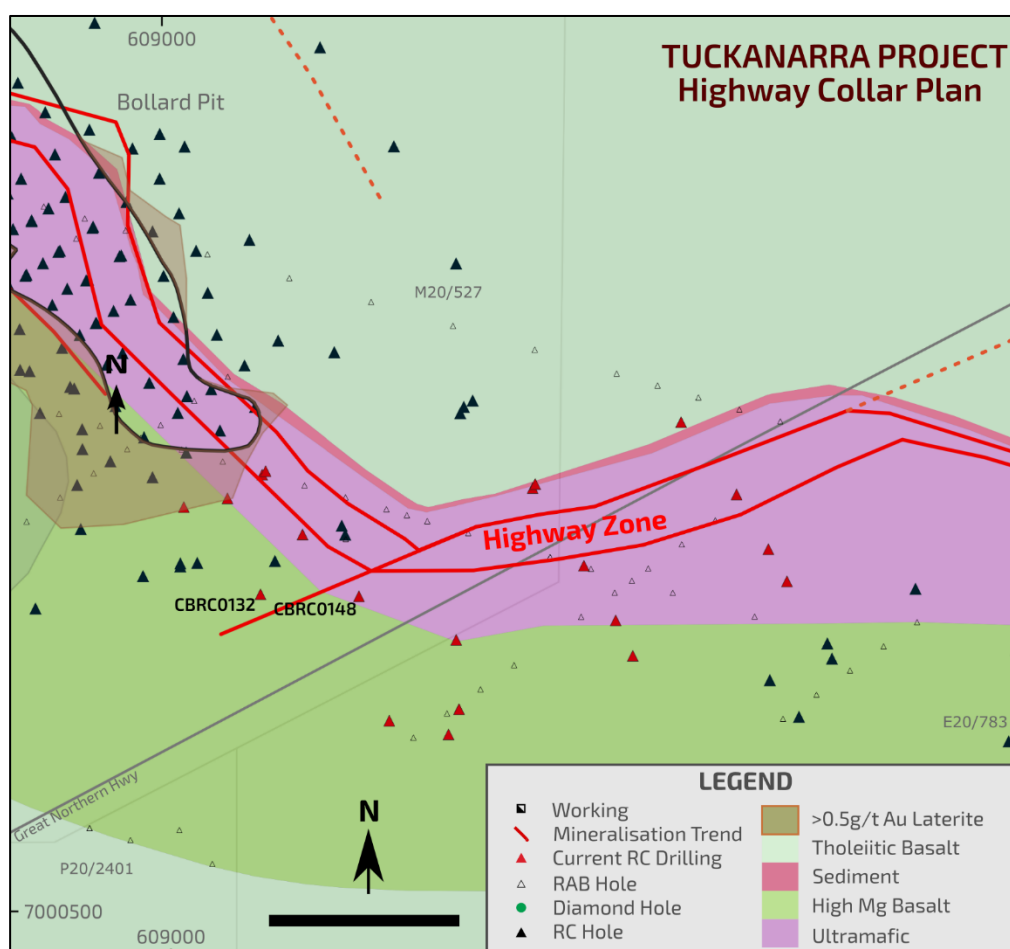 609000
TUCKANARRA PROJECT
Highway Collar Plan
Bollard Pit
M20/527
N
Highway Zone
CBRC0132
CBRC0148
E20/783
Great Northern Hwy
P20/2401
7000500
609000
N
LEGEND
Working
Mineralisation Trend
Current RC Drilling
RAB Hole
Diamond Hole
RC Hole
>0.5g/t Au Laterite
Tholeiitic Basalt
Sediment
High Mg Basalt
Ultramafic